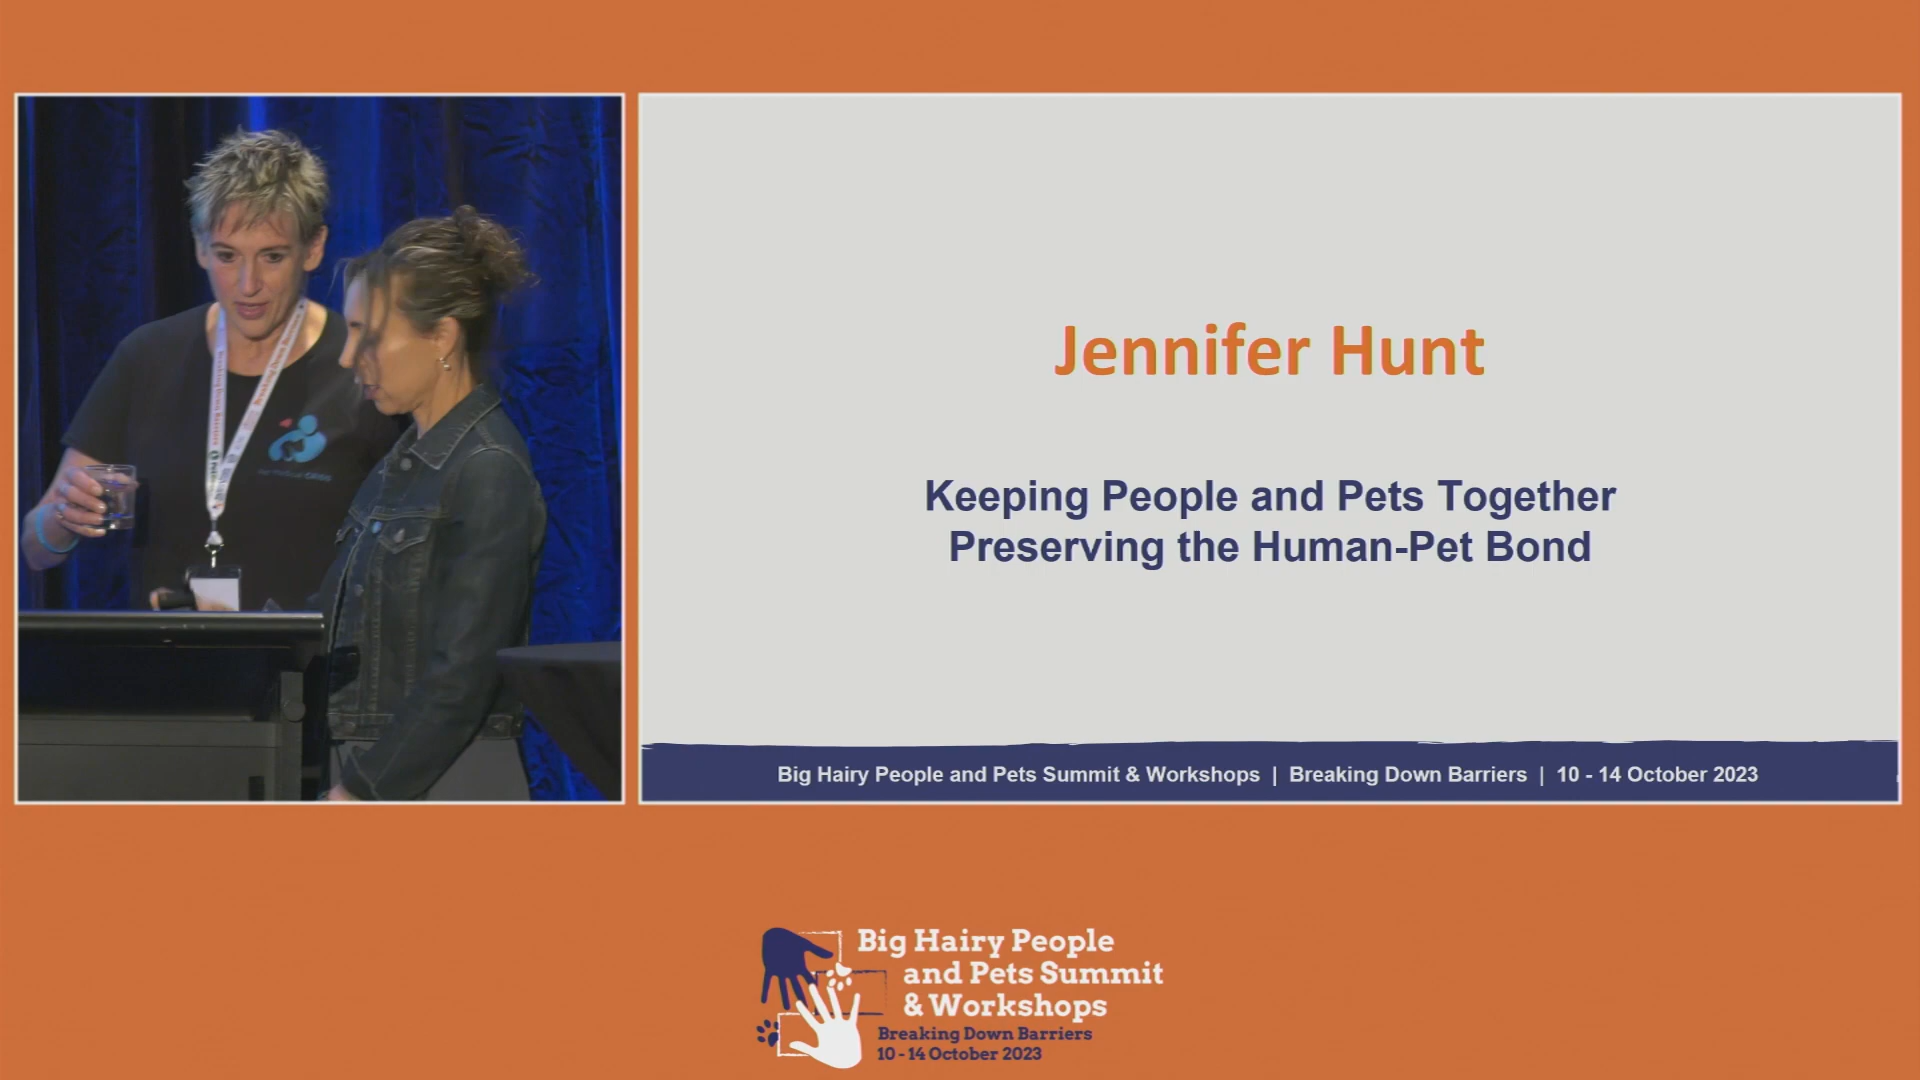 Jennifer Hunt
Keeping People and Pets Together
Preserving the Human-Pet Bond
Big Hairy People and Pets Summit & Workshops | Breaking Down Barriers | 10 - 14 October 2023
Big Hairy People
and Pets Summit
& Workshops
Breaking Down Barriers
10 - 14 October 2023